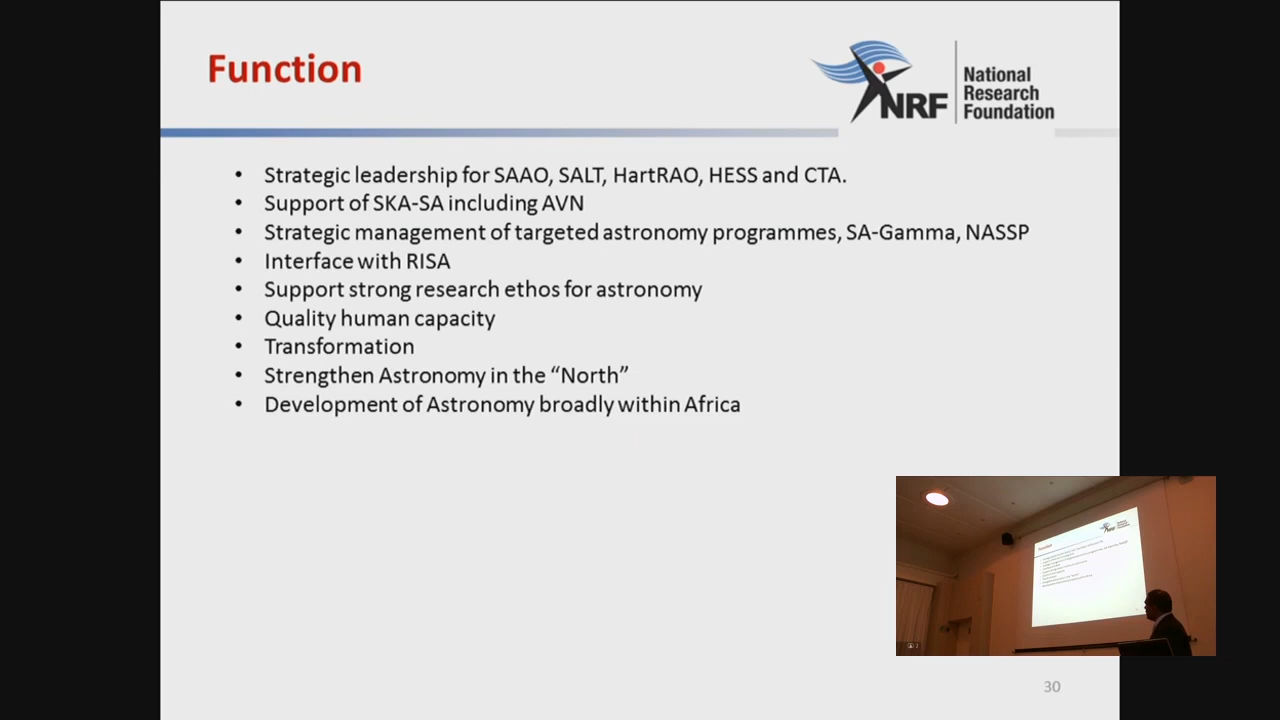 Function
NRF
National
Research
Foundation
• Strategic leadership for SAAO, SALT, HartRAO, HESS and CTA.
• Support of SKA-SA including AVN
• Strategic management of targeted astronomy programmes, SA-Gamma, NASSP
• Interface with RISA
• Support strong research ethos for astronomy
• Quality human capacity
• Transformation
• Strengthen Astronomy in the “North”
• Development of Astronomy broadly within Africa
Function
30